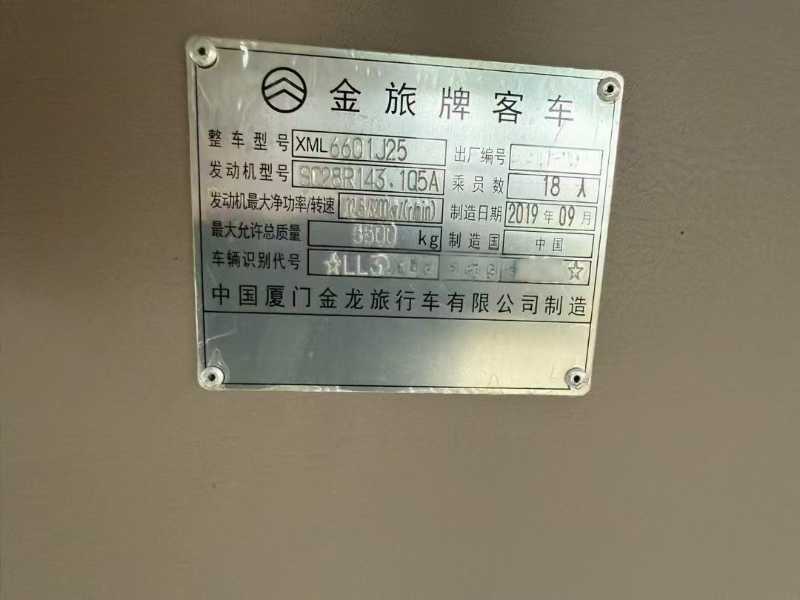 金旅牌客车
整车型号 XML6601J25 出厂编号
发动机型号 SC28R143.1Q5A 乘员数 18 人
发动机最大净功率/转速 制造日期 2019 年 09 月
最大允许总质量 5500 kg 制造国 中国
车辆识别代号 ☆LL3 ☆
中国厦门金龙旅行车有限公司制造